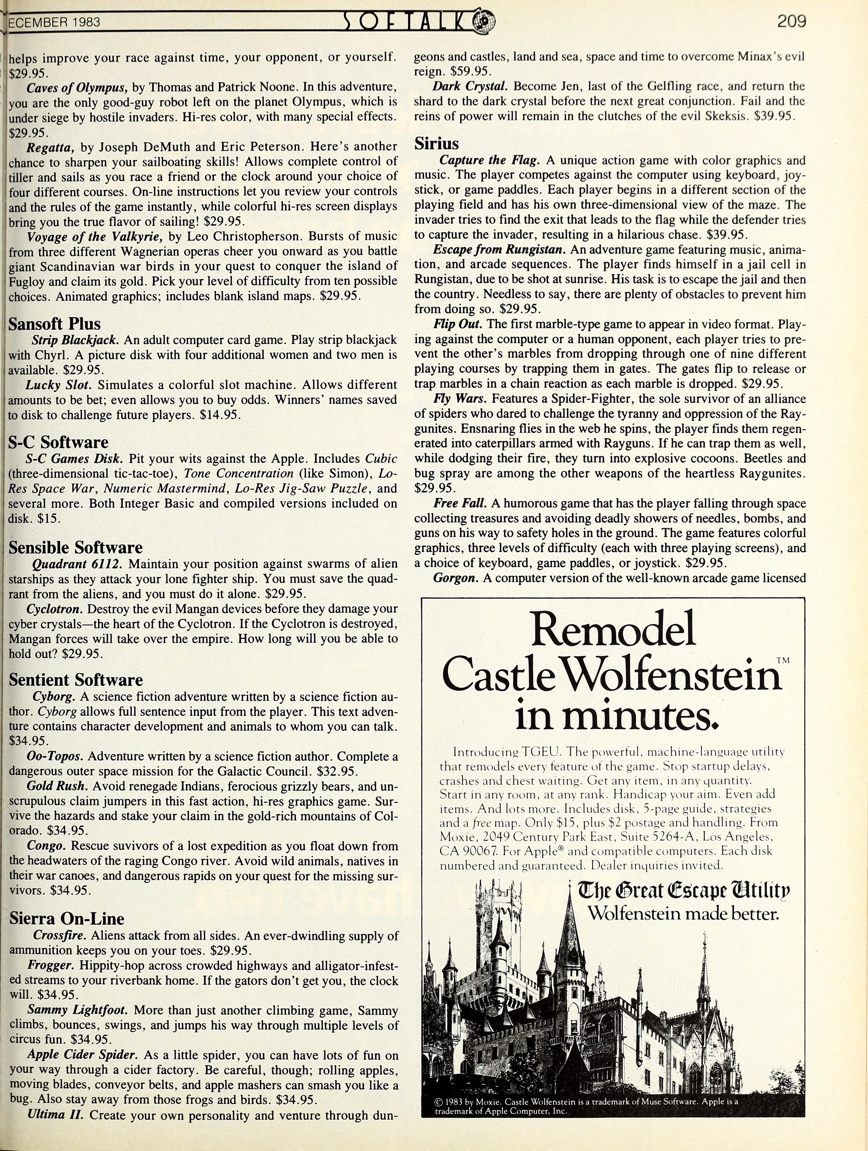 ECEMBER 1983
SOFTALK
209
helps improve your race against time, your opponent, or yourself.
$29.95.
Caves of Olympus, by Thomas and Patrick Noone. In this adventure,
you are the only good-guy robot left on the planet Olympus, which is
under siege by hostile invaders. Hi-res color, with many special effects.
$29.95.
Regatta, by Joseph DeMuth and Eric Peterson. Here's another
chance to sharpen your sailboating skills! Allows complete control of
tiller and sails as you race a friend or the clock around your choice of
four different courses. On-line instructions let you review your controls
and the rules of the game instantly, while colorful hi-res screen displays
bring you the true flavor of sailing! $29.95.
Voyage of the Valkyrie, by Leo Christopherson. Bursts of music
from three different Wagnerian operas cheer you onward as you battle
giant Scandinavian war birds in your quest to conquer the island of
Fugloy and claim its gold. Pick your level of difficulty from ten possible
choices. Animated graphics; includes blank island maps. $29.95.
Sansoft Plus
Strip Blackjack. An adult computer card game. Play strip blackjack
with Chyrl. A picture disk with four additional women and two men is
available. $29.95.
Lucky Slot. Simulates a colorful slot machine. Allows different
amounts to be bet; even allows you to buy odds. Winners' names saved
to disk to challenge future players. $14.95.
S-C Software
S-C Games Disk. Pit your wits against the Apple. Includes Cubic
(three-dimensional tic-tac-toe), Tone Concentration (like Simon), Lo-
Res Space War, Numeric Mastermind, Lo-Res Jig-Saw Puzzle, and
several more. Both Integer Basic and compiled versions included on
disk. $15.
Sensible Software
Quadrant 6112. Maintain your position against swarms of alien
starships as they attack your lone fighter ship. You must save the quad-
rant from the aliens, and you must do it alone. $29.95.
Cyclotron. Destroy the evil Mangan devices before they damage your
cyber crystals—the heart of the Cyclotron. If the Cyclotron is destroyed,
Mangan forces will take over the empire. How long will you be able to
hold out? $29.95.
Sentient Software
Cyborg. A science fiction adventure written by a science fiction au-
thor. Cyborg allows full sentence input from the player. This text adven-
ture contains character development and animals to whom you can talk.
$34.95.
Oo-Topos. Adventure written by a science fiction author. Complete a
dangerous outer space mission for the Galactic Council. $32.95.
Gold Rush. Avoid renegade Indians, ferocious grizzly bears, and un-
scrupulous claim jumpers in this fast action, hi-res graphics game. Sur-
vive the hazards and stake your claim in the gold-rich mountains of Col-
orado. $34.95.
Congo. Rescue suvivors of a lost expedition as you float down from
the headwaters of the raging Congo river. Avoid wild animals, natives in
their war canoes, and dangerous rapids on your quest for the missing sur-
vivors. $34.95.
Sierra On-Line
Crossfire. Aliens attack from all sides. An ever-dwindling supply of
ammunition keeps you on your toes. $29.95.
Frogger. Hippity-hop across crowded highways and alligator-infest-
ed streams to your riverbank home. If the gators don't get you, the clock
will. $34.95.
Sammy Lightfoot. More than just another climbing game, Sammy
climbs, bounces, swings, and jumps his way through multiple levels of
circus fun. $34.95.
Apple Cider Spider. As a little spider, you can have lots of fun on
your way through a cider factory. Be careful, though; rolling apples,
moving blades, conveyor belts, and apple mashers can smash you like a
bug. Also stay away from those frogs and birds. $34.95.
Ultima II. Create your own personality and venture through dun-
geons and castles, land and sea, space and time to overcome Minax's evil
reign. $59.95.
Dark Crystal. Become Jen, last of the Gelfling race, and return the
shard to the dark crystal before the next great conjunction. Fail and the
reins of power will remain in the clutches of the evil Skeksis. $39.95.
Sirius
Capture the Flag. A unique action game with color graphics and
music. The player competes against the computer using keyboard, joy-
stick, or game paddles. Each player begins in a different section of the
playing field and has his own three-dimensional view of the maze. The
invader tries to find the exit that leads to the flag while the defender tries
to capture the invader, resulting in a hilarious chase. $39.95.
Escape from Rungistan. An adventure game featuring music, anima-
tion, and arcade sequences. The player finds himself in a jail cell in
Rungistan, due to be shot at sunrise. His task is to escape the jail and then
the country. Needless to say, there are plenty of obstacles to prevent him
from doing so. $29.95.
Flip Out. The first marble-type game to appear in video format. Play-
ing against the computer or a human opponent, each player tries to pre-
vent the other's marbles from dropping through one of nine different
playing courses by trapping them in gates. The gates flip to release or
trap marbles in a chain reaction as each marble is dropped. $29.95.
Fly Wars. Features a Spider-Fighter, the sole survivor of an alliance
of spiders who dared to challenge the tyranny and oppression of the Ray-
gunites. Ensnaring flies in the web he spins, the player finds them regen-
erated into caterpillars armed with Rayguns. If he can trap them as well,
while dodging their fire, they turn into explosive cocoons. Beetles and
bug spray are among the other weapons of the heartless Raygunites.
$29.95.
Free Fall. A humorous game that has the player falling through space
collecting treasures and avoiding deadly showers of needles, bombs, and
guns on his way to safety holes in the ground. The game features colorful
graphics, three levels of difficulty (each with three playing screens), and
a choice of keyboard, game paddles, or joystick. $29.95.
Gorgon. A computer version of the well-known arcade game licensed
Remodel
Castle Wolfenstein™
in minutes.
Introducing TGEU. The powerful, machine-language utility
that remodels every feature of the game. Stop startup delays,
crashes and chest waiting. Get any item, in any quantity.
Start in any room, at any rank. Handicap your aim. Even add
items. And lots more. Includes disk, 5-page guide, strategies
and a free map. Only $15, plus $2 postage and handling. From
Moxie, 2049 Century Park East, Suite 5264-A, Los Angeles,
CA 90067. For Apple® and compatible computers. Each disk
numbered and guaranteed. Dealer inquiries invited.
The Great Escape Utility
Wolfenstein made better.
© 1983 by Moxie. Castle Wolfenstein is a trademark of Muse Software. Apple is a
trademark of Apple Computer, Inc.